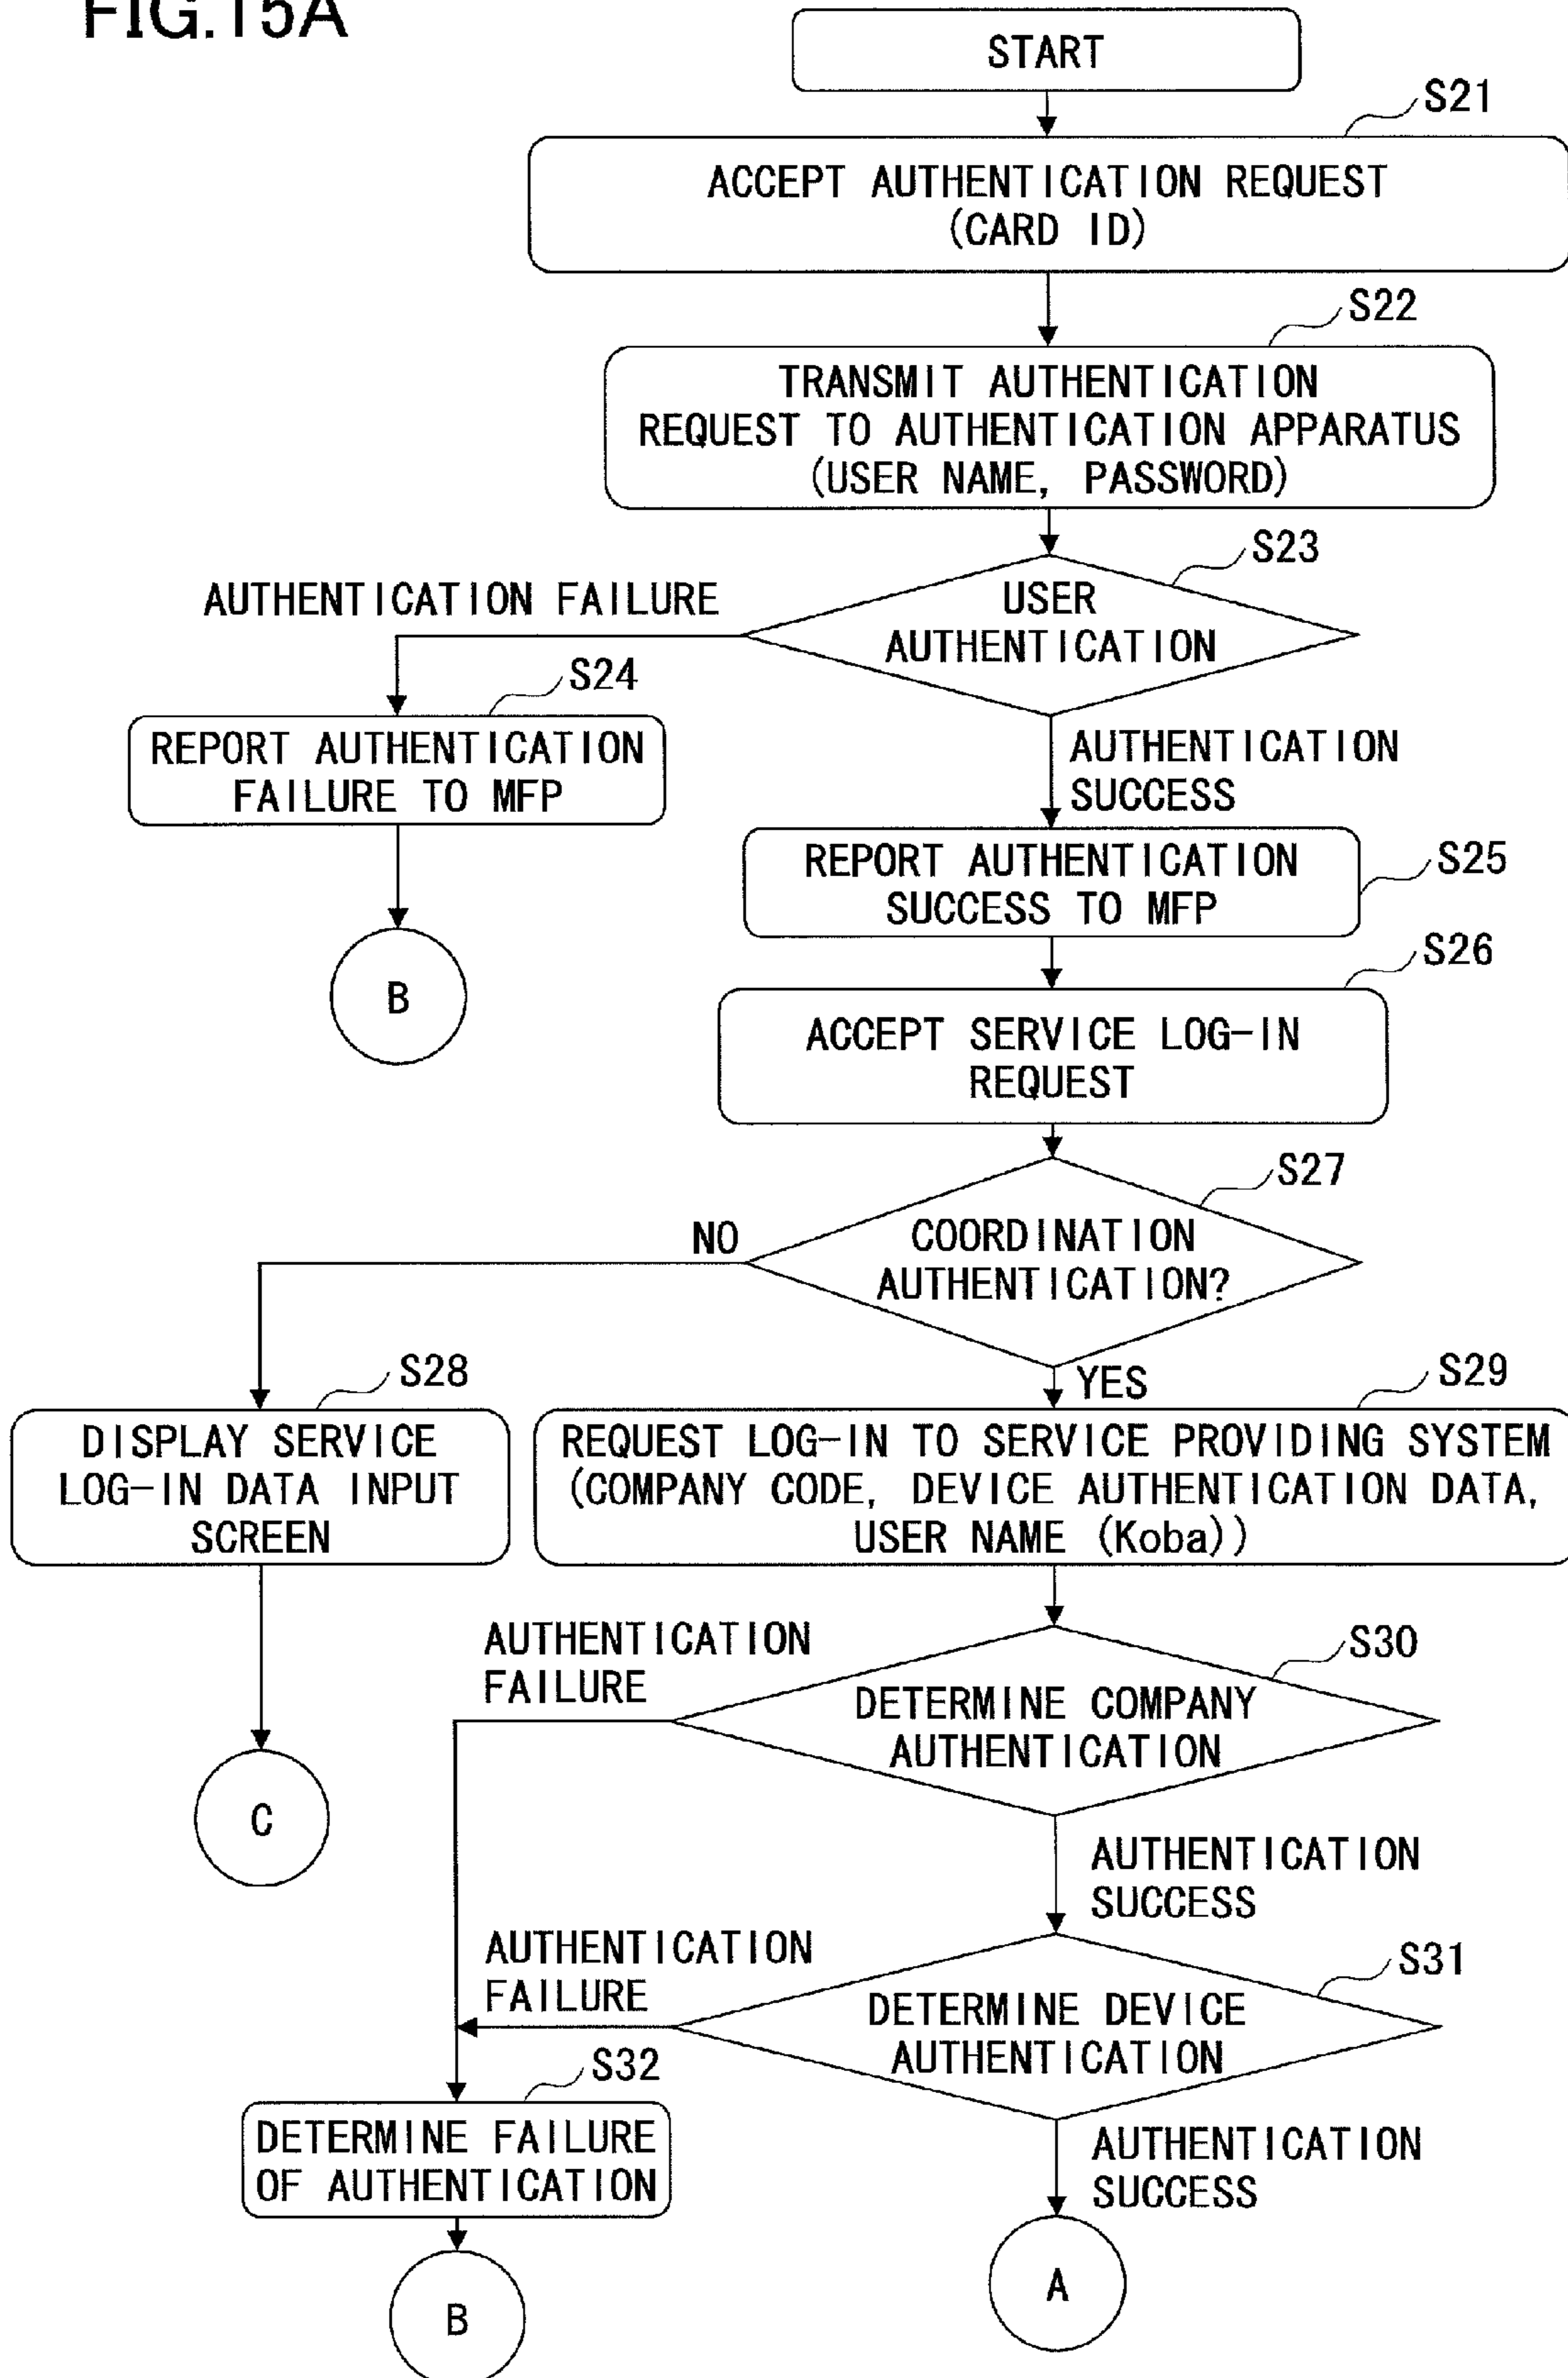 FIG.15A
START
S21
ACCEPT AUTHENTICATION REQUEST
(CARD ID)
S22
TRANSMIT AUTHENTICATION
REQUEST TO AUTHENTICATION APPARATUS
(USER NAME, PASSWORD)
S23
AUTHENTICATION FAILURE
USER
AUTHENTICATION
S24
REPORT AUTHENTICATION
FAILURE TO MFP
AUTHENTICATION
SUCCESS
B
REPORT AUTHENTICATION
SUCCESS TO MFP
S25
S26
ACCEPT SERVICE LOG-IN
REQUEST
S27
NO
COORDINATION
AUTHENTICATION?
YES
S28
DISPLAY SERVICE
LOG-IN DATA INPUT
SCREEN
S29
REQUEST LOG-IN TO SERVICE PROVIDING SYSTEM
(COMPANY CODE, DEVICE AUTHENTICATION DATA,
USER NAME (Koba))
C
AUTHENTICATION
FAILURE
S30
DETERMINE COMPANY
AUTHENTICATION
AUTHENTICATION
SUCCESS
AUTHENTICATION
FAILURE
S31
DETERMINE DEVICE
AUTHENTICATION
S32
DETERMINE FAILURE
OF AUTHENTICATION
AUTHENTICATION
SUCCESS
B
A